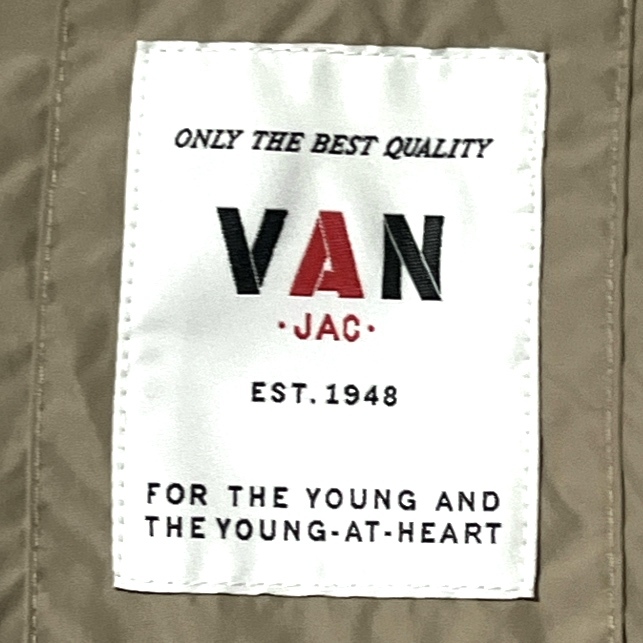 ONLY THE BEST QUALITY
VAN
·JAC·
EST. 1948
FOR THE YOUNG AND
THE YOUNG-AT-HEART